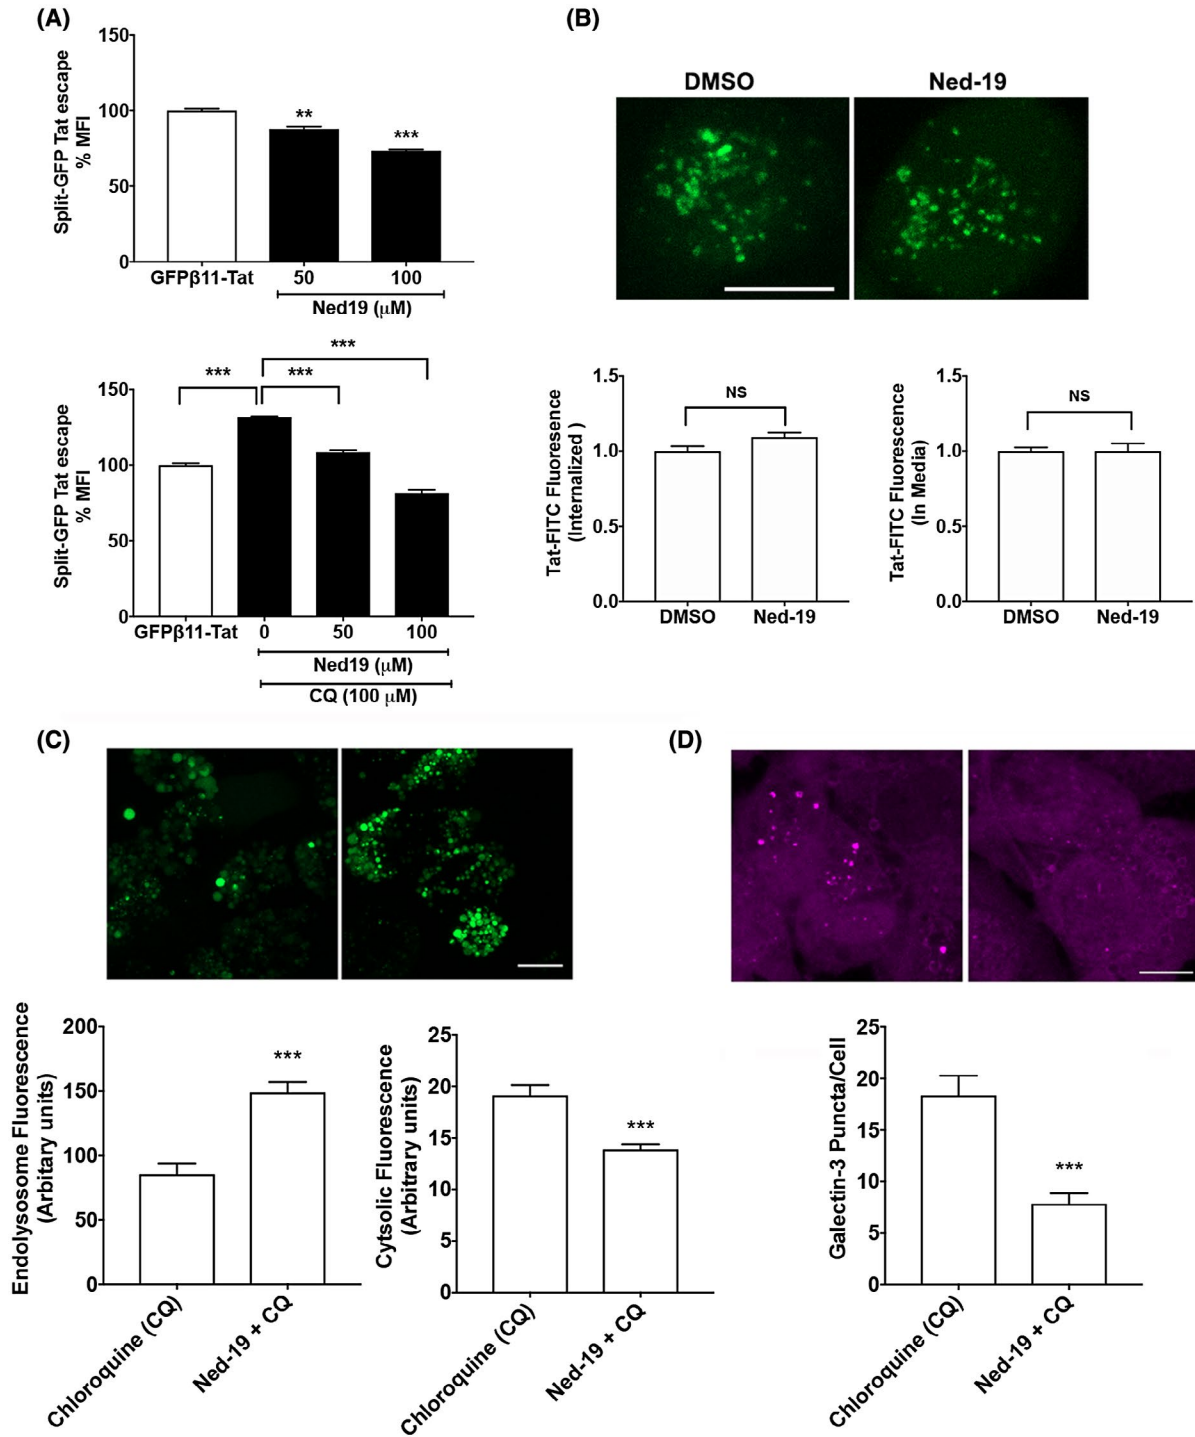 (A)
Split-GFP Tat escape
% MFI
150
100
50
0
**
***
GFPβ11-Tat
50
100
Ned19 (μM)
Split-GFP Tat escape
% MFI
150
100
50
0
***
***
***
GFPβ11-Tat
0
50
100
Ned19 (μM)
CQ (100 μM)
(B)
DMSO
Ned-19
Tat-FITC Fluoresence
(Internalized )
1.5
1.0
0.5
0.0
NS
DMSO
Ned-19
Tat-FITC Fluorescence
(In Media)
1.5
1.0
0.5
0.0
NS
DMSO
Ned-19
(C)
Endolysosome Fluorescence
(Arbitary units)
200
150
100
50
0
***
Chloroquine (CQ)
Ned-19 + CQ
Cytsolic Fluorescence
(Arbitrary units)
25
20
15
10
5
0
***
Chloroquine (CQ)
Ned-19 + CQ
(D)
Galectin-3 Puncta/Cell
25
20
15
10
5
0
***
Chloroquine (CQ)
Ned-19 + CQ